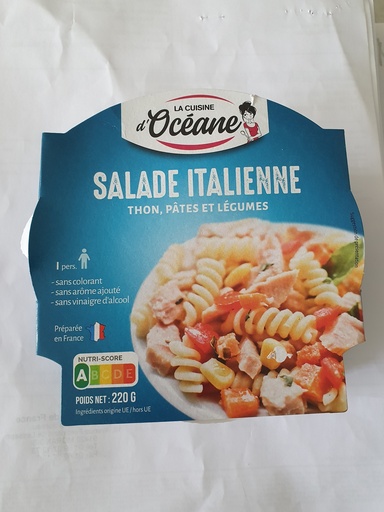 LA CUISINE
d'Océane
SALADE ITALIENNE
THON, PÂTES ET LÉGUMES
1 pers.
- sans colorant
- sans arôme ajouté
- sans vinaigre d'alcool
Préparée
en France
NUTRI-SCORE
A B C D E
POIDS NET : 220 G
Ingrédients origine UE / hors UE